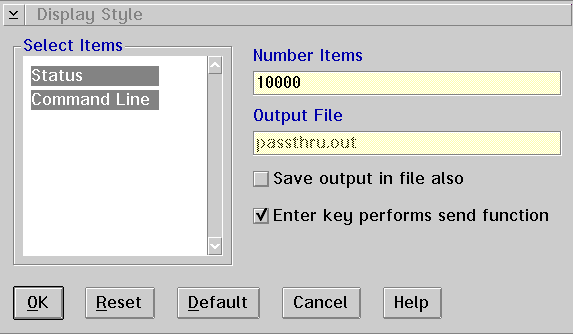 Display Style
Select Items
Status
Command Line
Number Items
10000
Output File
passthru.out
Save output in file also
Enter key performs send function
OK Reset Default Cancel Help